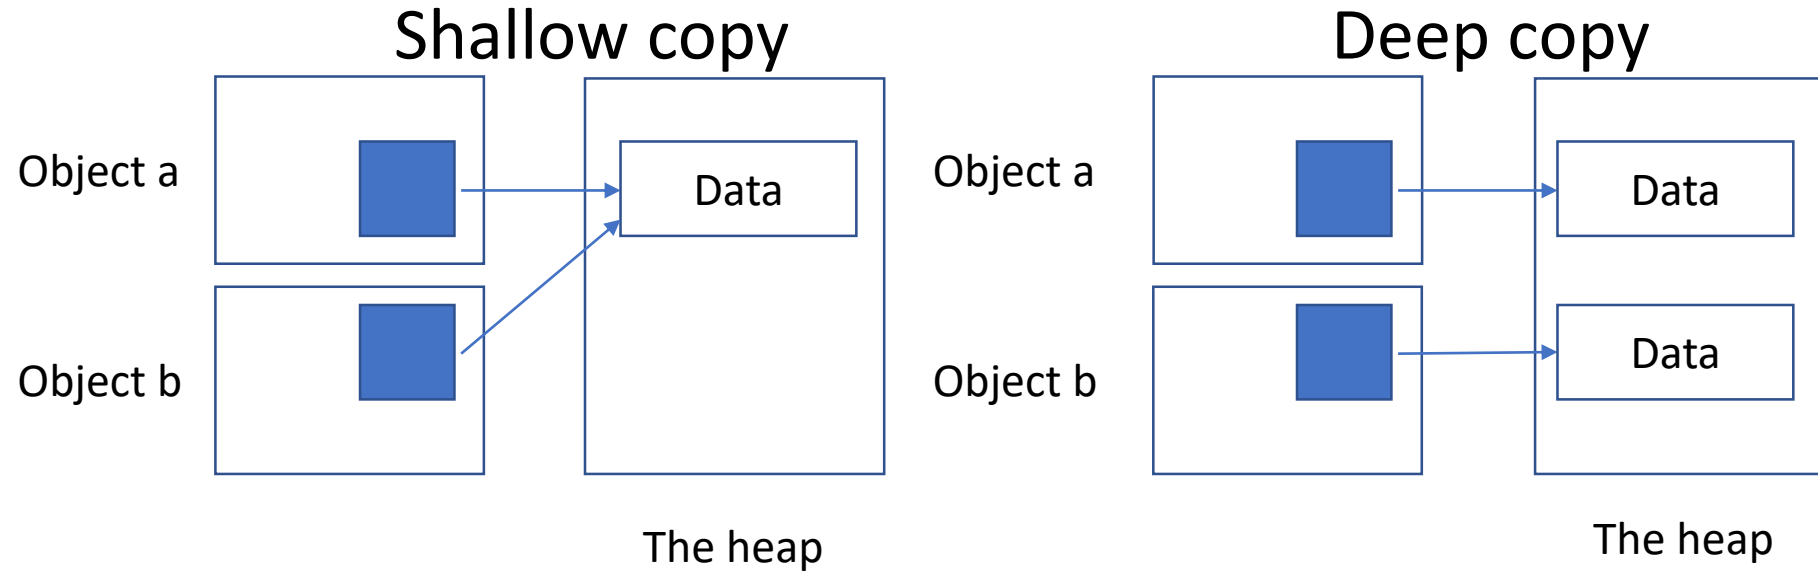 Shallow copy
Object a
Data
Object b
The heap
Deep copy
Object a
Data
Object b
Data
The heap